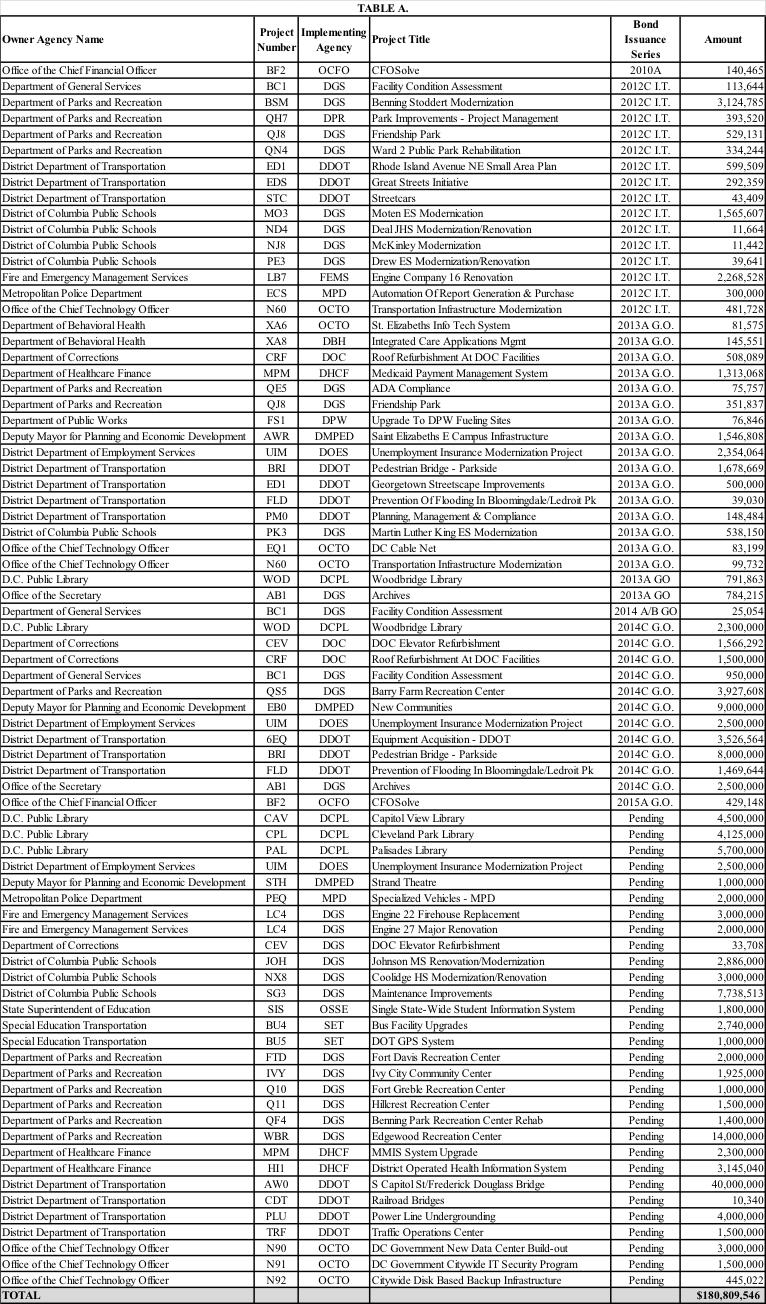 TABLE A.
Owner Agency Name Project Number Implementing Agency Project Title Bond Issuance Series Amount
Office of the Chief Financial Officer BF2 OCFO CFOSolve 2010A 140,465
Department of General Services BC1 DGS Facility Condition Assessment 2012C I.T. 113,644
Department of Parks and Recreation BSM DGS Benning Stoddert Modernization 2012C I.T. 3,124,785
Department of Parks and Recreation QH7 DPR Park Improvements - Project Management 2012C I.T. 393,520
Department of Parks and Recreation QJ8 DGS Friendship Park 2012C I.T. 529,131
Department of Parks and Recreation QN4 DGS Ward 2 Public Park Rehabilitation 2012C I.T. 334,244
District Department of Transportation ED1 DDOT Rhode Island Avenue NE Small Area Plan 2012C I.T. 599,509
District Department of Transportation EDS DDOT Great Streets Initiative 2012C I.T. 292,359
District Department of Transportation STC DDOT Streetcars 2012C I.T. 43,409
District of Columbia Public Schools MO3 DGS Moten ES Modernication 2012C I.T. 1,565,607
District of Columbia Public Schools ND4 DGS Deal JHS Modernization/Renovation 2012C I.T. 11,664
District of Columbia Public Schools NJ8 DGS McKinley Modernization 2012C I.T. 11,442
District of Columbia Public Schools PE3 DGS Drew ES Modernization/Renovation 2012C I.T. 39,641
Fire and Emergency Management Services LB7 FEMS Engine Company 16 Renovation 2012C I.T. 2,268,528
Metropolitan Police Department ECS MPD Automation Of Report Generation & Purchase 2012C I.T. 300,000
Office of the Chief Technology Officer N60 OCTO Transportation Infrastructure Modernization 2012C I.T. 481,728
Department of Behavioral Health XA6 OCTO St. Elizabeths Info Tech System 2013A G.O. 81,575
Department of Behavioral Health XA8 DBH Integrated Care Applications Mgmt 2013A G.O. 145,551
Department of Corrections CRF DOC Roof Refurbishment At DOC Facilities 2013A G.O. 508,089
Department of Healthcare Finance MPM DHCF Medicaid Payment Management System 2013A G.O. 1,313,068
Department of Parks and Recreation QE5 DGS ADA Compliance 2013A G.O. 75,757
Department of Parks and Recreation QJ8 DGS Friendship Park 2013A G.O. 351,837
Department of Public Works FS1 DPW Upgrade To DPW Fueling Sites 2013A G.O. 76,846
Deputy Mayor for Planning and Economic Development AWR DMPED Saint Elizabeths E Campus Infrastructure 2013A G.O. 1,546,808
District Department of Employment Services UIM DOES Unemployment Insurance Modernization Project 2013A G.O. 2,354,064
District Department of Transportation BRI DDOT Pedestrian Bridge - Parkside 2013A G.O. 1,678,669
District Department of Transportation ED1 DDOT Georgetown Streetscape Improvements 2013A G.O. 500,000
District Department of Transportation FLD DDOT Prevention Of Flooding In Bloomingdale/Ledroit Pk 2013A G.O. 39,030
District Department of Transportation PM0 DDOT Planning, Management & Compliance 2013A G.O. 148,484
District of Columbia Public Schools PK3 DGS Martin Luther King ES Modernization 2013A G.O. 538,150
Office of the Chief Technology Officer EQ1 OCTO DC Cable Net 2013A G.O. 83,199
Office of the Chief Technology Officer N60 OCTO Transportation Infrastructure Modernization 2013A G.O. 99,732
D.C. Public Library WOD DCPL Woodbridge Library 2013A GO 791,863
Office of the Secretary AB1 DGS Archives 2013A GO 784,215
Department of General Services BC1 DGS Facility Condition Assessment 2014 A/B GO 25,054
D.C. Public Library WOD DCPL Woodbridge Library 2014C G.O. 2,300,000
Department of Corrections CEV DOC DOC Elevator Refurbishment 2014C G.O. 1,566,292
Department of Corrections CRF DOC Roof Refurbishment At DOC Facilities 2014C G.O. 1,500,000
Department of General Services BC1 DGS Facility Condition Assessment 2014C G.O. 950,000
Department of Parks and Recreation QS5 DGS Barry Farm Recreation Center 2014C G.O. 3,927,608
Deputy Mayor for Planning and Economic Development EB0 DMPED New Communities 2014C G.O. 9,000,000
District Department of Employment Services UIM DOES Unemployment Insurance Modernization Project 2014C G.O. 2,500,000
District Department of Transportation 6EQ DDOT Equipment Acquisition - DDOT 2014C G.O. 3,526,564
District Department of Transportation BRI DDOT Pedestrian Bridge - Parkside 2014C G.O. 8,000,000
District Department of Transportation FLD DDOT Prevention of Flooding In Bloomingdale/Ledroit Pk 2014C G.O. 1,469,644
Office of the Secretary AB1 DGS Archives 2014C G.O. 2,500,000
Office of the Chief Financial Officer BF2 OCFO CFOSolve 2015A G.O. 429,148
D.C. Public Library CAV DCPL Capitol View Library Pending 4,500,000
D.C. Public Library CPL DCPL Cleveland Park Library Pending 4,125,000
D.C. Public Library PAL DCPL Palisades Library Pending 5,700,000
District Department of Employment Services UIM DOES Unemployment Insurance Modernization Project Pending 2,500,000
Deputy Mayor for Planning and Economic Development STH DMPED Strand Theatre Pending 1,000,000
Metropolitan Police Department PEQ MPD Specialized Vehicles - MPD Pending 2,000,000
Fire and Emergency Management Services LC4 DGS Engine 22 Firehouse Replacement Pending 3,000,000
Fire and Emergency Management Services LC4 DGS Engine 27 Major Renovation Pending 2,000,000
Department of Corrections CEV DGS DOC Elevator Refurbishment Pending 33,708
District of Columbia Public Schools JOH DGS Johnson MS Renovation/Modernization Pending 2,886,000
District of Columbia Public Schools NX8 DGS Coolidge HS Modernization/Renovation Pending 3,000,000
District of Columbia Public Schools SG3 DGS Maintenance Improvements Pending 7,738,513
State Superintendent of Education SIS OSSE Single State-Wide Student Information System Pending 1,800,000
Special Education Transportation BU4 SET Bus Facility Upgrades Pending 2,740,000
Special Education Transportation BU5 SET DOT GPS System Pending 1,000,000
Department of Parks and Recreation FTD DGS Fort Davis Recreation Center Pending 2,000,000
Department of Parks and Recreation IVY DGS Ivy City Community Center Pending 1,925,000
Department of Parks and Recreation Q10 DGS Fort Greble Recreation Center Pending 1,000,000
Department of Parks and Recreation Q11 DGS Hillcrest Recreation Center Pending 1,500,000
Department of Parks and Recreation QF4 DGS Benning Park Recreation Center Rehab Pending 1,400,000
Department of Parks and Recreation WBR DGS Edgewood Recreation Center Pending 14,000,000
Department of Healthcare Finance MPM DHCF MMIS System Upgrade Pending 2,300,000
Department of Healthcare Finance HI1 DHCF District Operated Health Information System Pending 3,145,040
District Department of Transportation AW0 DDOT S Capitol St/Frederick Douglass Bridge Pending 40,000,000
District Department of Transportation CDT DDOT Railroad Bridges Pending 10,340
District Department of Transportation PLU DDOT Power Line Undergrounding Pending 4,000,000
District Department of Transportation TRF DDOT Traffic Operations Center Pending 1,500,000
Office of the Chief Technology Officer N90 OCTO DC Government New Data Center Build-out Pending 3,000,000
Office of the Chief Technology Officer N91 OCTO DC Government Citywide IT Security Program Pending 1,500,000
Office of the Chief Technology Officer N92 OCTO Citywide Disk Based Backup Infrastructure Pending 445,022
TOTAL $180,809,546